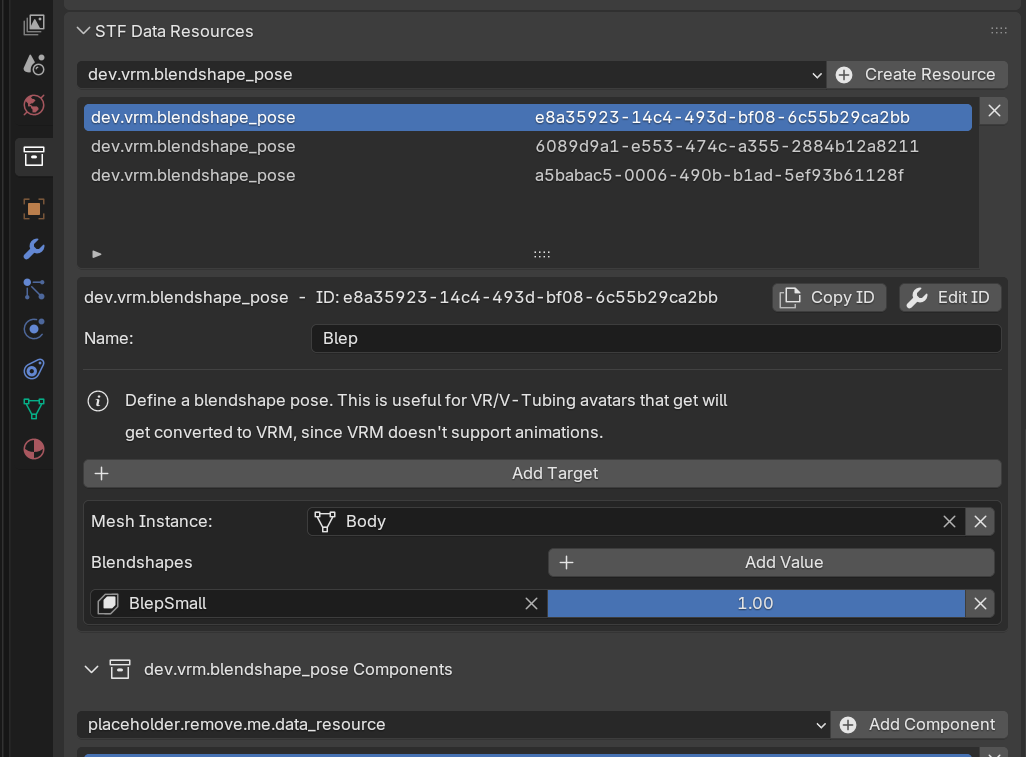 STF Data Resources
dev.vrm.blendshape_pose
Create Resource
dev.vrm.blendshape_pose e8a35923-14c4-493d-bf08-6c55b29ca2bb
dev.vrm.blendshape_pose 6089d9a1-e553-474c-a355-2884b12a8211
dev.vrm.blendshape_pose a5babac5-0006-490b-b1ad-5ef93b61128f
dev.vrm.blendshape_pose - ID: e8a35923-14c4-493d-bf08-6c55b29ca2bb
Copy ID
Edit ID
Name: Blep
Define a blendshape pose. This is useful for VR/V-Tubing avatars that get will
get converted to VRM, since VRM doesn't support animations.
Add Target
Mesh Instance: Body
Blendshapes
Add Value
BlepSmall 1.00
dev.vrm.blendshape_pose Components
placeholder.remove.me.data_resource
Add Component